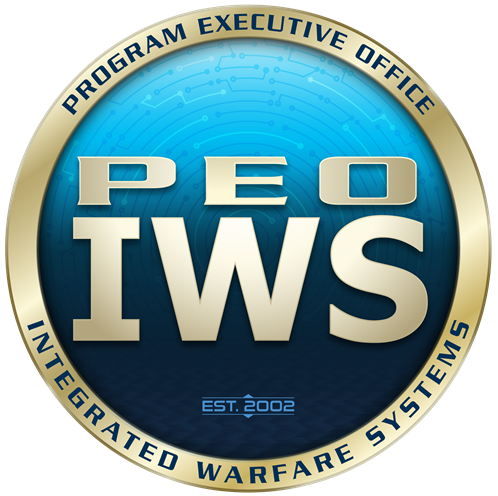 PROGRAM EXECUTIVE OFFICE
PEO
IWS
EST. 2002
INTEGRATED WARFARE SYSTEMS